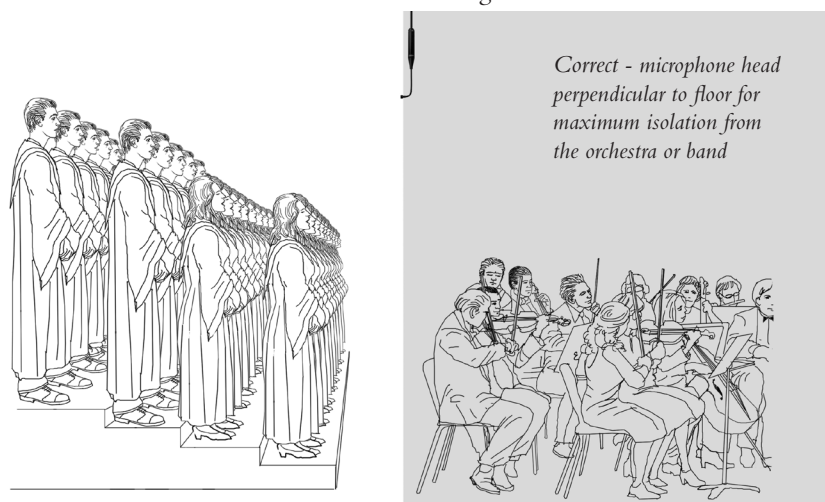 Correct - microphone head
perpendicular to floor for
maximum isolation from
the orchestra or band